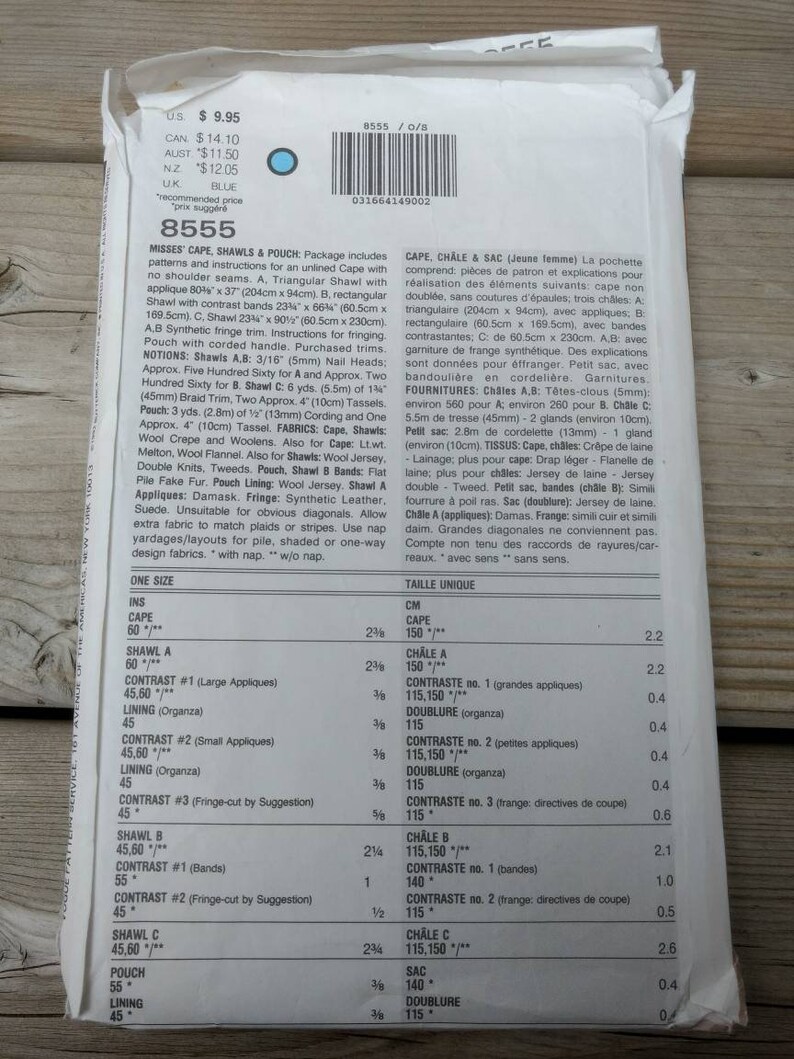 8555
U.S. $ 9.95
CAN. $ 14.10
AUST. *$ 11.50
N.Z. *$ 12.05
U.K. BLUE
*recommended price
*prix suggéré
8555 / O/S
031664149002
8555
MISSES' CAPE, SHAWLS & POUCH: Package includes
patterns and instructions for an unlined Cape with
no shoulder seams. A, Triangular Shawl with
applique 80⅜" x 37" (204cm x 94cm). B, rectangular
Shawl with contrast bands 23¾" x 66¾" (60.5cm x
169.5cm). C, Shawl 23¾" x 90½" (60.5cm x 230cm).
A,B Synthetic fringe trim. Instructions for fringing.
Pouch with corded handle. Purchased trims.
NOTIONS: Shawls A,B: 3/16" (5mm) Nail Heads;
Approx. Five Hundred Sixty for A and Approx. Two
Hundred Sixty for B. Shawl C: 6 yds. (5.5m) of 1¾"
(45mm) Braid Trim, Two Approx. 4" (10cm) Tassels.
Pouch: 3 yds. (2.8m) of ½" (13mm) Cording and One
Approx. 4" (10cm) Tassel. FABRICS: Cape, Shawls:
Wool Crepe and Woolens. Also for Cape: Lt.wt.
Melton, Wool Flannel. Also for Shawls: Wool Jersey,
Double Knits, Tweeds. Pouch, Shawl B Bands: Flat
Pile Fake Fur. Pouch Lining: Wool Jersey. Shawl A
Appliques: Damask. Fringe: Synthetic Leather,
Suede. Unsuitable for obvious diagonals. Allow
extra fabric to match plaids or stripes. Use nap
yardages/layouts for pile, shaded or one-way
design fabrics. * with nap. ** w/o nap.
CAPE, CHÂLE & SAC (Jeune femme) La pochette
comprend: pièces de patron et explications pour
réalisation des éléments suivants: cape non
doublée, sans coutures d'épaules; trois châles: A:
triangulaire (204cm x 94cm), avec appliques; B:
rectangulaire (60.5cm x 169.5cm), avec bandes
contrastantes; C: de 60.5cm x 230cm. A,B: avec
garniture de frange synthétique. Des explications
sont données pour éffranger. Petit sac, avec
bandoulière en cordelière. Garnitures.
FOURNITURES: Châles A,B: Têtes-clous (5mm):
environ 560 pour A; environ 260 pour B. Châle C:
5.5m de tresse (45mm) - 2 glands (environ 10cm).
Petit sac: 2.8m de cordelette (13mm) - 1 gland
(environ (10cm). TISSUS: Cape, châles: Crêpe de laine
- Lainage; plus pour cape: Drap léger - Flanelle de
laine; plus pour châles: Jersey de laine - Jersey
double - Tweed. Petit sac, bandes (châle B): Simili
fourrure à poil ras. Sac (doublure): Jersey de laine.
Châle A (appliques): Damas. Frange: simili cuir et simili
daim. Grandes diagonales ne conviennent pas.
Compte non tenu des raccords de rayures/car-
reaux. * avec sens ** sans sens.
ONE SIZE TAILLE UNIQUE
INS CM
CAPE CAPE
60 */** 2⅜ 150 */** 2.2
SHAWL A CHÂLE A
60 */** 2⅜ 150 */** 2.2
CONTRAST #1 (Large Appliques) CONTRASTE no. 1 (grandes appliques)
45,60 */** ⅜ 115,150 */** 0.4
LINING (Organza) DOUBLURE (organza)
45 ⅜ 115 0.4
CONTRAST #2 (Small Appliques) CONTRASTE no. 2 (petites appliques)
45,60 */** ⅜ 115,150 */** 0.4
LINING (Organza) DOUBLURE (organza)
45 ⅜ 115 0.4
CONTRAST #3 (Fringe-cut by Suggestion) CONTRASTE no. 3 (frange: directives de coupe)
45 * ⅝ 115 * 0.6
SHAWL B CHÂLE B
45,60 */** 2¼ 115,150 */** 2.1
CONTRAST #1 (Bands) CONTRASTE no. 1 (bandes)
55 * 1 140 * 1.0
CONTRAST #2 (Fringe-cut by Suggestion) CONTRASTE no. 2 (frange: directives de coupe)
45 * ½ 115 * 0.5
SHAWL C CHÂLE C
45,60 */** 2¾ 115,150 */** 2.6
POUCH SAC
55 * ⅜ 140 * 0.4
LINING DOUBLURE
45 * ⅜ 115 *
PATTERN SERVICE, 161 AVENUE OF THE AMERICAS, NEW YORK 10013